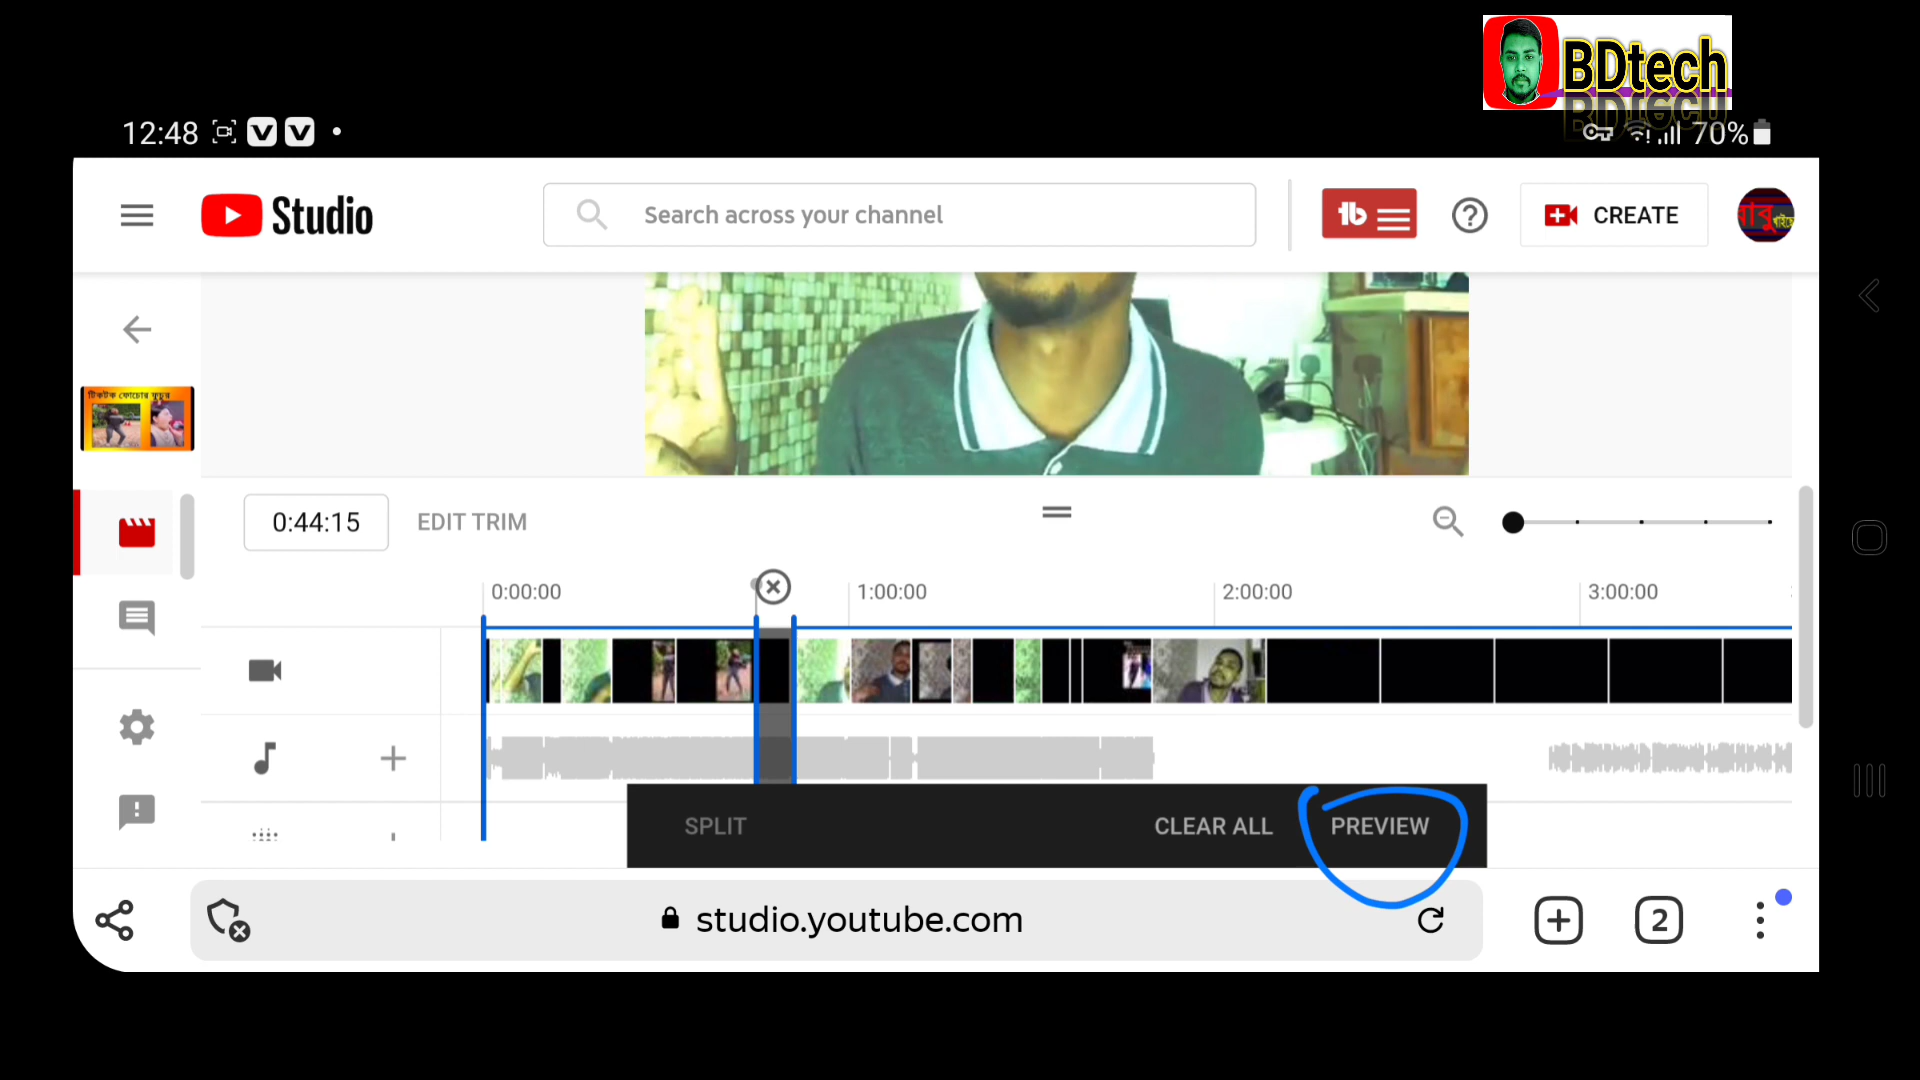 BDtech
12:48
70%
Studio
Search across your channel
CREATE
টিকটক ফোচোর ফুচুর
0:44:15
EDIT TRIM
0:00:00
1:00:00
2:00:00
3:00:00
SPLIT
CLEAR ALL
PREVIEW
studio.youtube.com
2